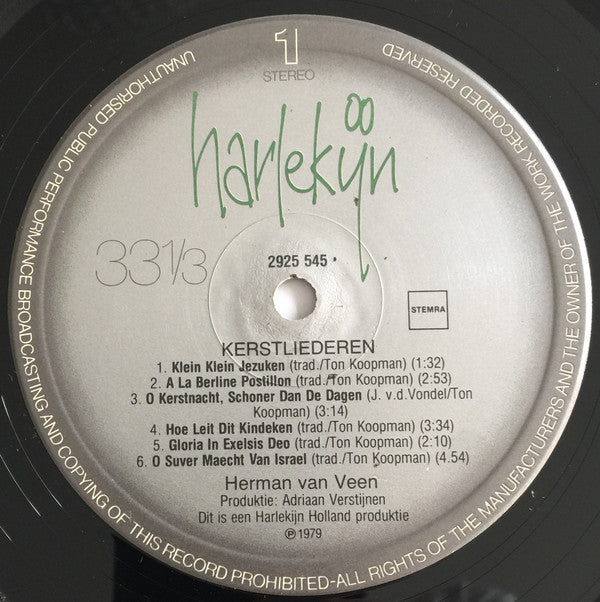 1
STEREO
harlekijn
33 1/3
2925 545
STEMRA
KERSTLIEDEREN
1. Klein Klein Jezuken (trad./Ton Koopman) (1:32)
2. A La Berline Postillon (trad./Ton Koopman) (2:53)
3. O Kerstnacht, Schoner Dan De Dagen (J. v.d.Vondel/Ton
Koopman) (3:14)
4. Hoe Leit Dit Kindeken (trad./Ton Koopman) (3:34)
5. Gloria In Exelsis Deo (trad./Ton Koopman) (2:10)
6. O Suver Maecht Van Israel (trad./Ton Koopman) (4.54)
Herman van Veen
Produktie: Adriaan Verstijnen
Dit is een Harlekijn Holland produktie
℗ 1979
UNAUTHORISED PUBLIC PERFORMANCE BROADCASTING AND COPYING OF THIS RECORD PROHIBITED-ALL RIGHTS OF THE MANUFACTURERS AND THE OWNER OF THE WORK RECORDED RESERVED